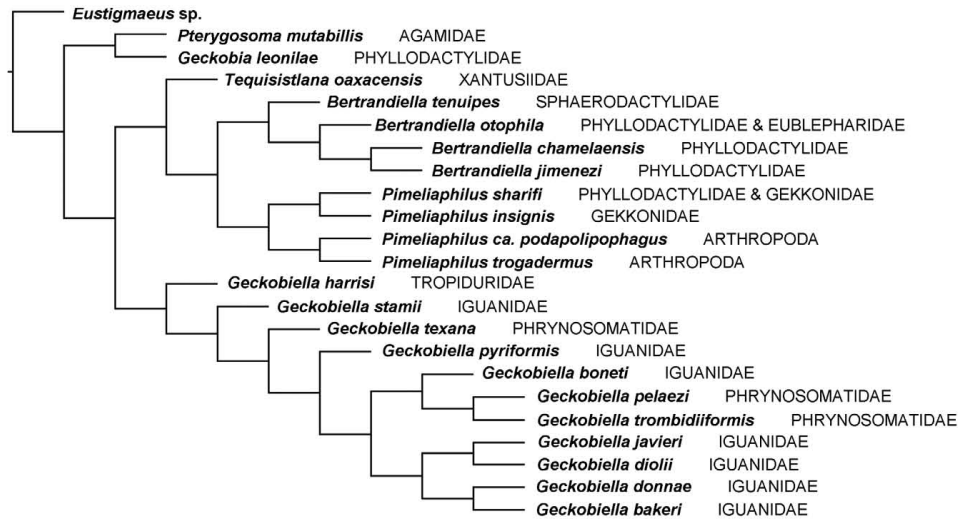 Eustigmaeus sp.
Pterygosoma mutabillis AGAMIDAE
Geckobia leonilae PHYLLODACTYLIDAE
Tequisistlana oaxacensis XANTUSIIDAE
Bertrandiella tenuipes SPHAERODACTYLIDAE
Bertrandiella otophila PHYLLODACTYLIDAE & EUBLEPHARIDAE
Bertrandiella chamelaensis PHYLLODACTYLIDAE
Bertrandiella jimenezi PHYLLODACTYLIDAE
Pimeliaphilus sharifi PHYLLODACTYLIDAE & GEKKONIDAE
Pimeliaphilus insignis GEKKONIDAE
Pimeliaphilus ca. podapolipophagus ARTHROPODA
Pimeliaphilus trogadermus ARTHROPODA
Geckobiella harrisi TROPIDURIDAE
Geckobiella stamii IGUANIDAE
Geckobiella texana PHRYNOSOMATIDAE
Geckobiella pyriformis IGUANIDAE
Geckobiella boneti IGUANIDAE
Geckobiella pelaezi PHRYNOSOMATIDAE
Geckobiella trombidiiformis PHRYNOSOMATIDAE
Geckobiella javieri IGUANIDAE
Geckobiella diolii IGUANIDAE
Geckobiella donnae IGUANIDAE
Geckobiella bakeri IGUANIDAE